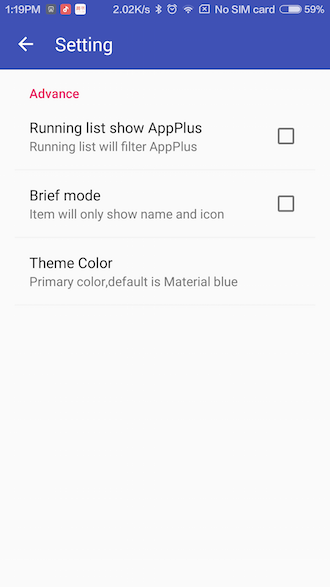 1:19PM 2.02K/s No SIM card 59%
Setting
Advance
Running list show AppPlus
Running list will filter AppPlus
Brief mode
Item will only show name and icon
Theme Color
Primary color,default is Material blue